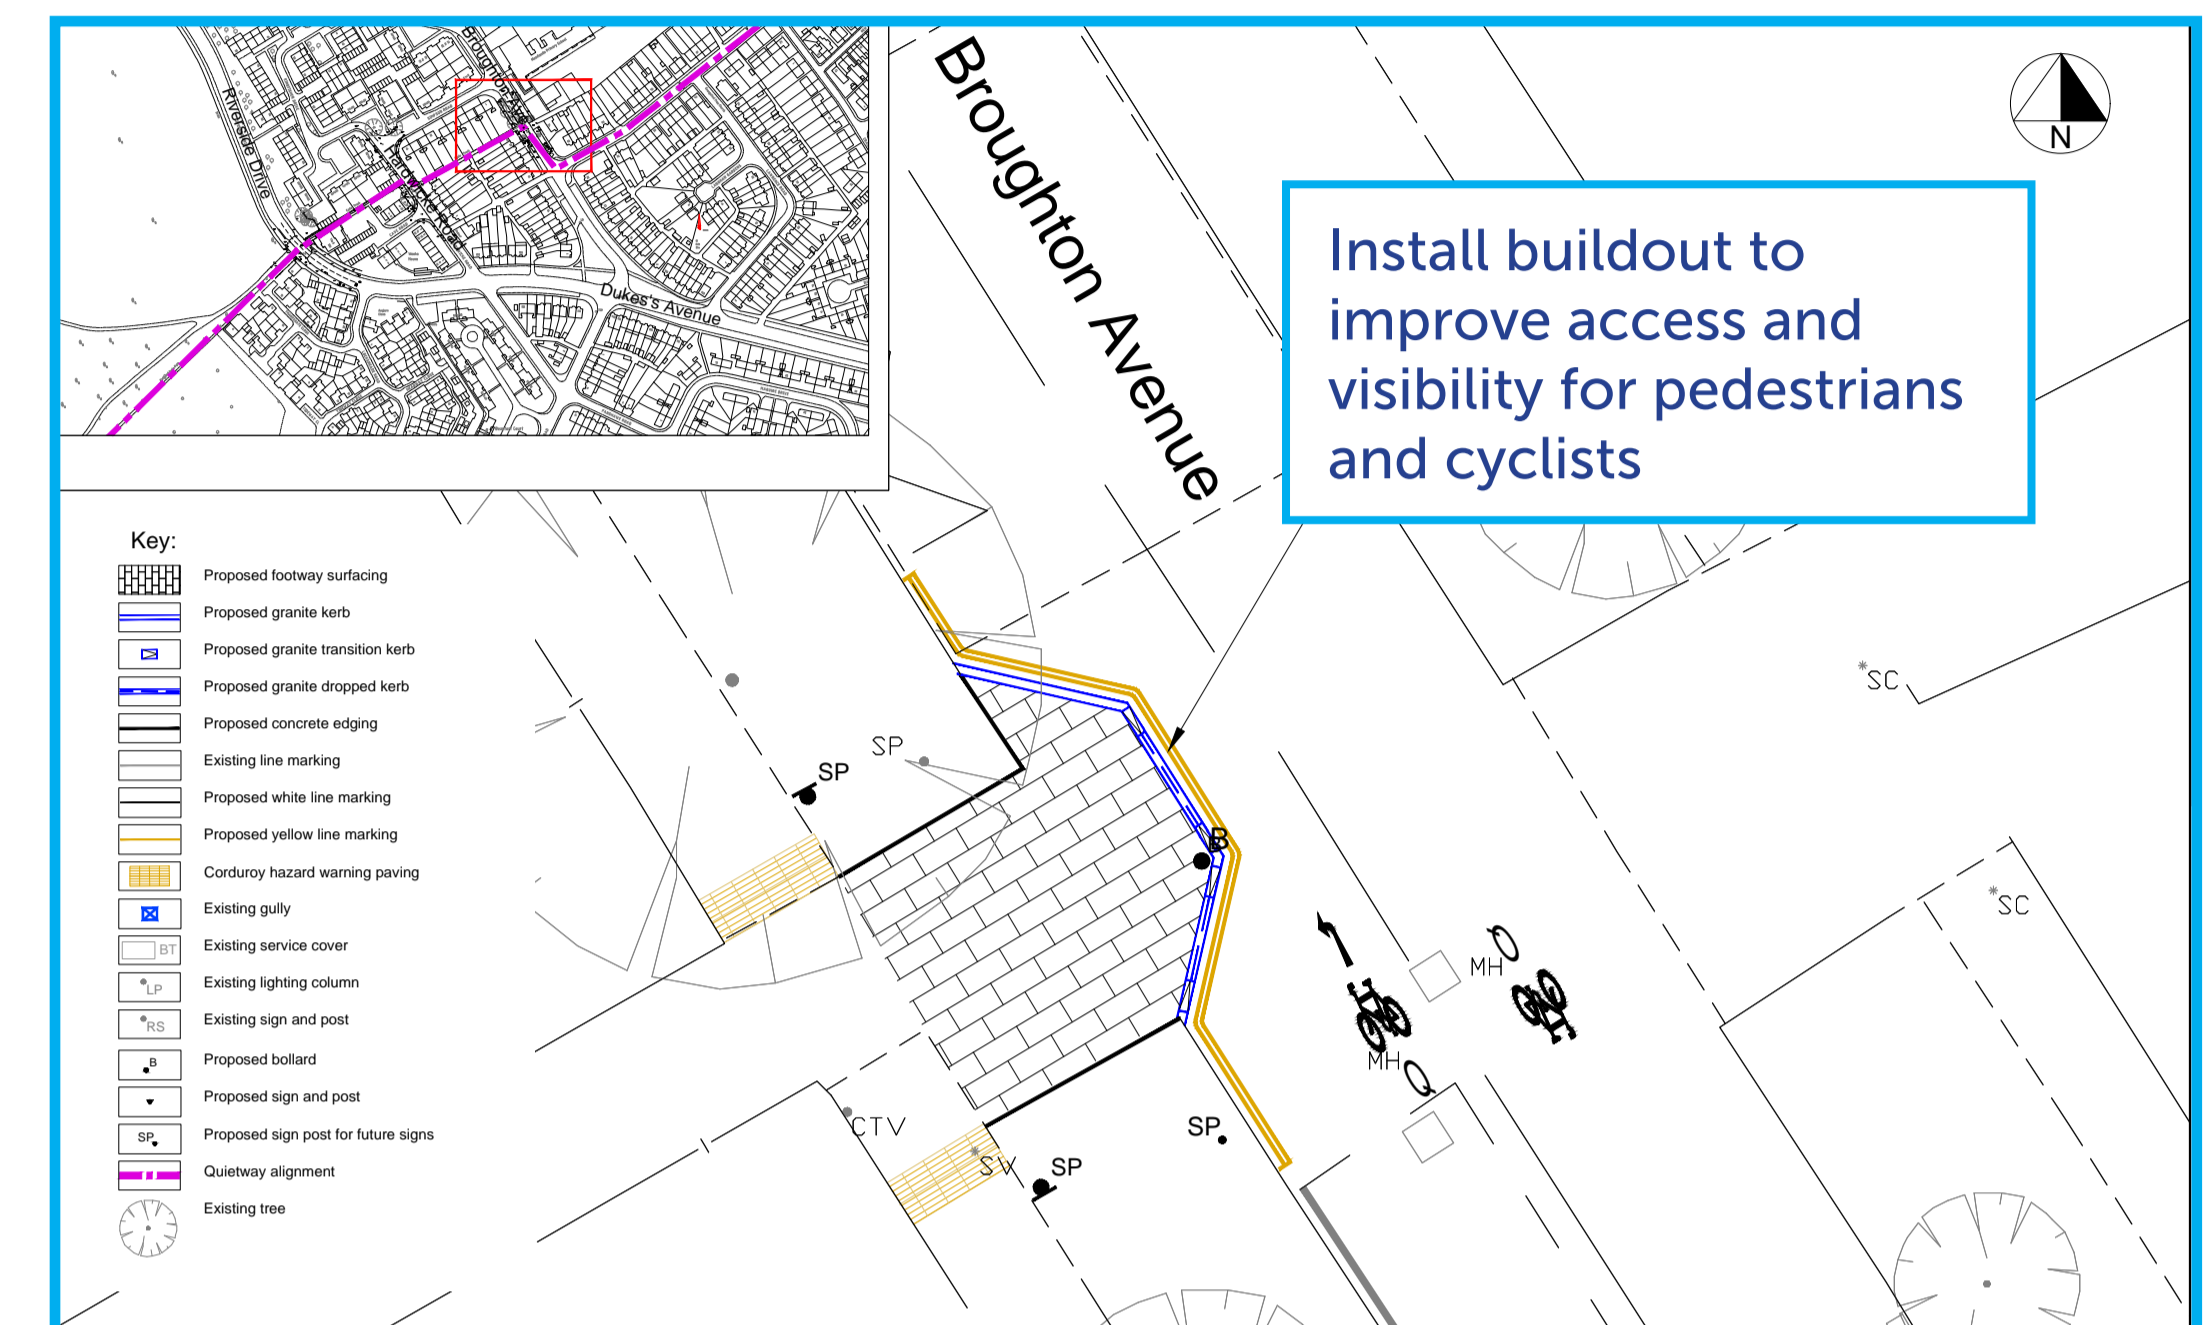 Broughton Ave
Riverside Drive
Hardwicke Road
Dukes's Avenue
Broughton Avenue
N
Install buildout to
improve access and
visibility for pedestrians
and cyclists
Key:
Proposed footway surfacing
Proposed granite kerb
Proposed granite transition kerb
Proposed granite dropped kerb
Proposed concrete edging
Existing line marking
Proposed white line marking
Proposed yellow line marking
Corduroy hazard warning paving
Existing gully
BT Existing service cover
LP Existing lighting column
RS Existing sign and post
B Proposed bollard
Proposed sign and post
SP Proposed sign post for future signs
Quietway alignment
Existing tree
SP
SP
B
SC
SC
MH
MH
CTV
SV
SP
SP